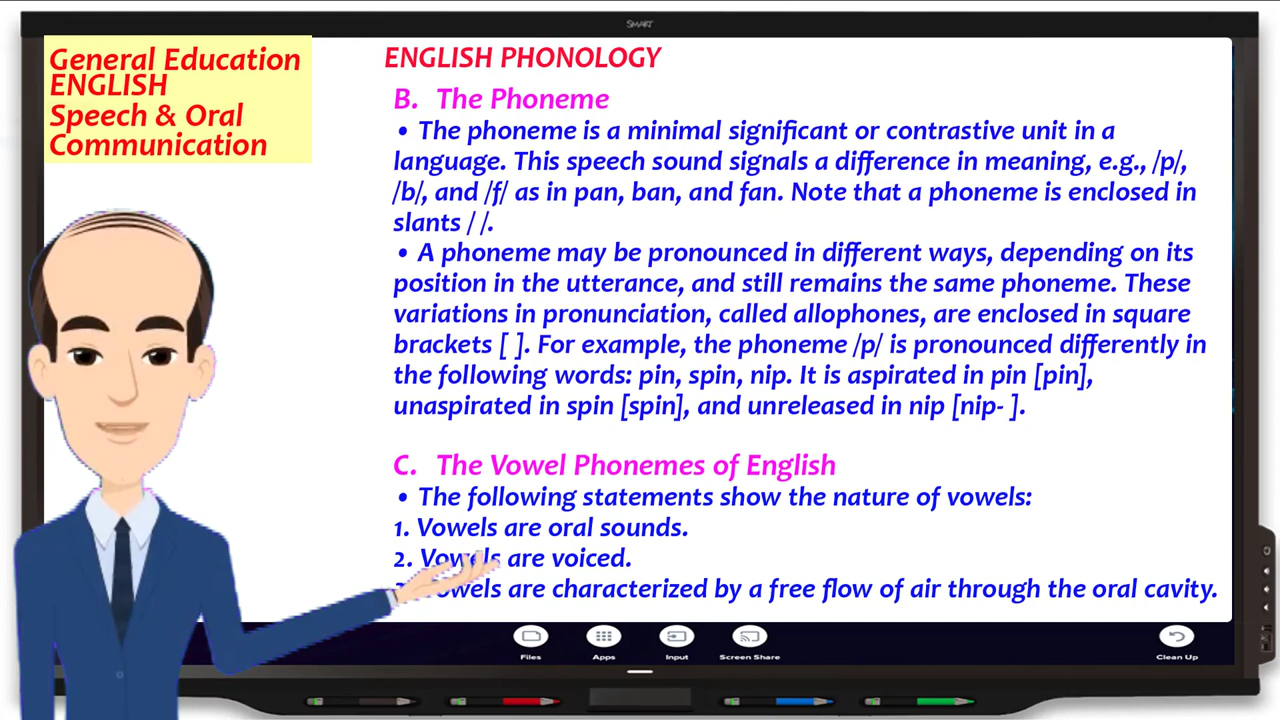 SMART
General Education
ENGLISH
Speech & Oral
Communication
ENGLISH PHONOLOGY
B. The Phoneme
• The phoneme is a minimal significant or contrastive unit in a
language. This speech sound signals a difference in meaning, e.g., /p/,
/b/, and /f/ as in pan, ban, and fan. Note that a phoneme is enclosed in
slants / /.
• A phoneme may be pronounced in different ways, depending on its
position in the utterance, and still remains the same phoneme. These
variations in pronunciation, called allophones, are enclosed in square
brackets [ ]. For example, the phoneme /p/ is pronounced differently in
the following words: pin, spin, nip. It is aspirated in pin [pin],
unaspirated in spin [spin], and unreleased in nip [nip- ].
C. The Vowel Phonemes of English
• The following statements show the nature of vowels:
1. Vowels are oral sounds.
2. Vowels are voiced.
Vowels are characterized by a free flow of air through the oral cavity.
Files Apps Input Screen Share Clean Up